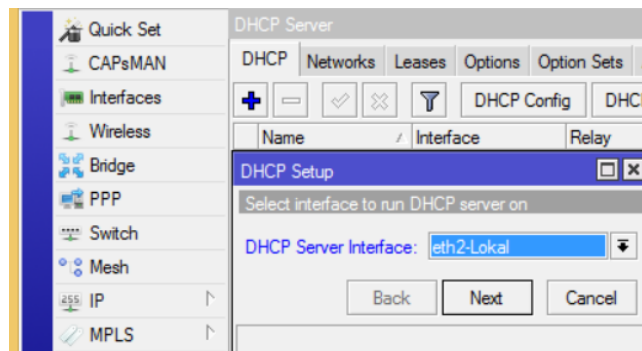 Quick Set
CAPsMAN
Interfaces
Wireless
Bridge
PPP
Switch
Mesh
255 IP
MPLS
DHCP Server
DHCP Networks Leases Options Option Sets
DHCP Config
Name Interface Relay
DHCP Setup
Select interface to run DHCP server on
DHCP Server Interface: eth2-Lokal
Back Next Cancel